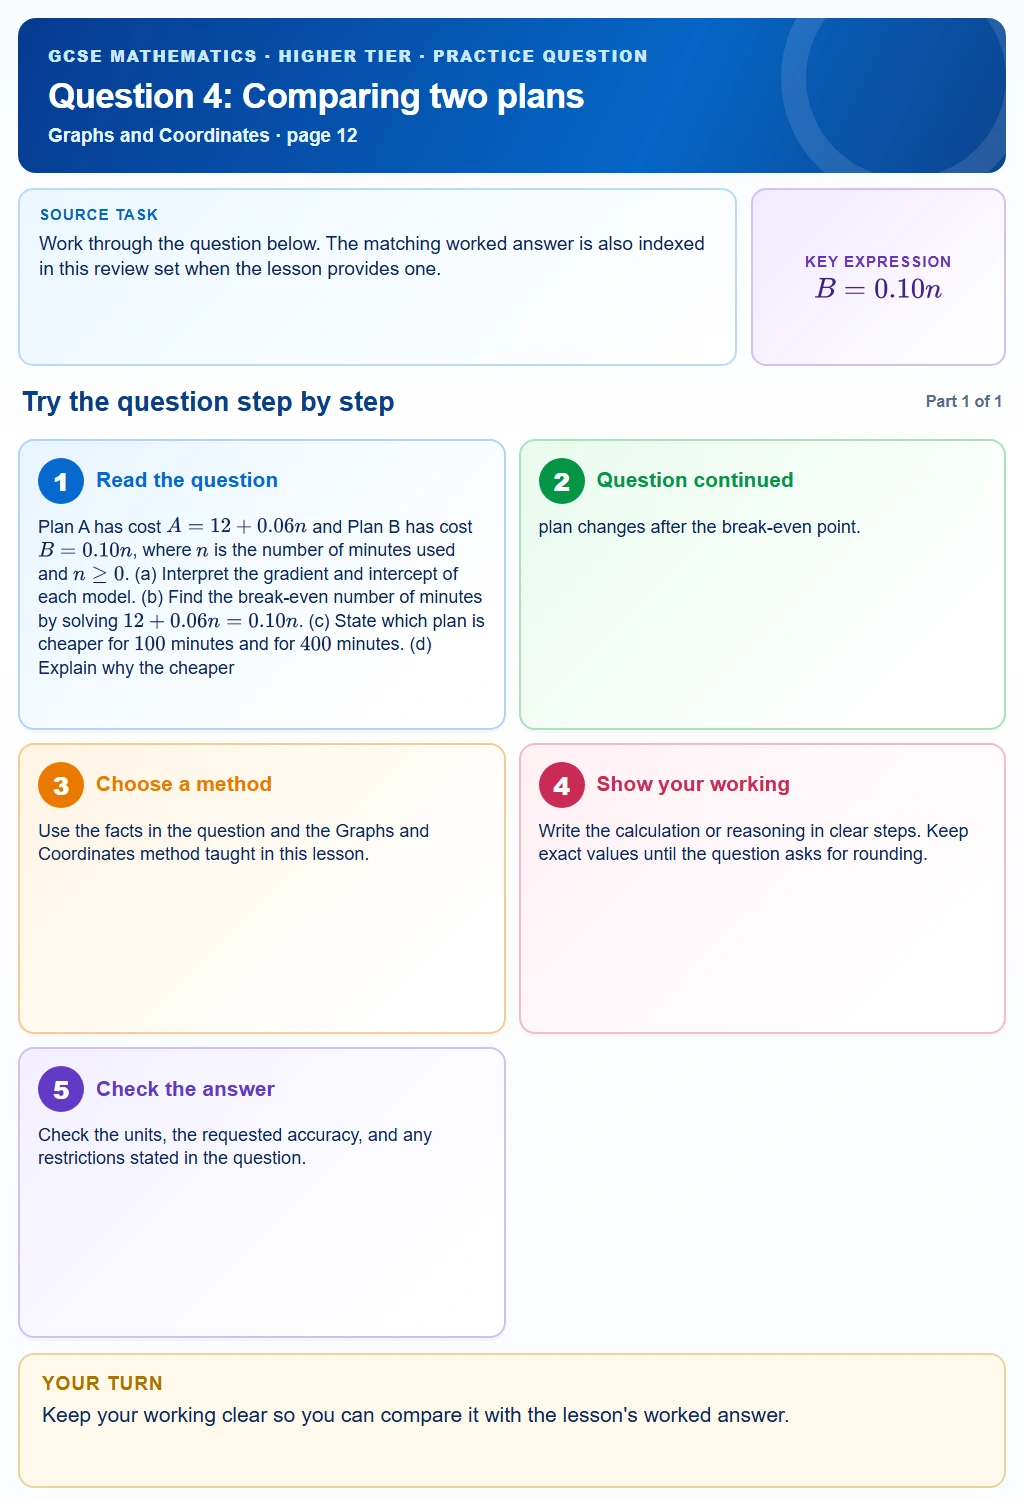 GCSE MATHEMATICS · HIGHER TIER · PRACTICE QUESTION
Question 4: Comparing two plans
Graphs and Coordinates · page 12
SOURCE TASK
Work through the question below. The matching worked answer is also indexed
in this review set when the lesson provides one.
KEY EXPRESSION
B = 0.10n
Try the question step by step
Part 1 of 1
1 Read the question
Plan A has cost A = 12 + 0.06n and Plan B has cost
B = 0.10n, where n is the number of minutes used
and n ≥ 0. (a) Interpret the gradient and intercept of
each model. (b) Find the break-even number of minutes
by solving 12 + 0.06n = 0.10n. (c) State which plan is
cheaper for 100 minutes and for 400 minutes. (d)
Explain why the cheaper
2 Question continued
plan changes after the break-even point.
3 Choose a method
Use the facts in the question and the Graphs and
Coordinates method taught in this lesson.
4 Show your working
Write the calculation or reasoning in clear steps. Keep
exact values until the question asks for rounding.
5 Check the answer
Check the units, the requested accuracy, and any
restrictions stated in the question.
YOUR TURN
Keep your working clear so you can compare it with the lesson's worked answer.